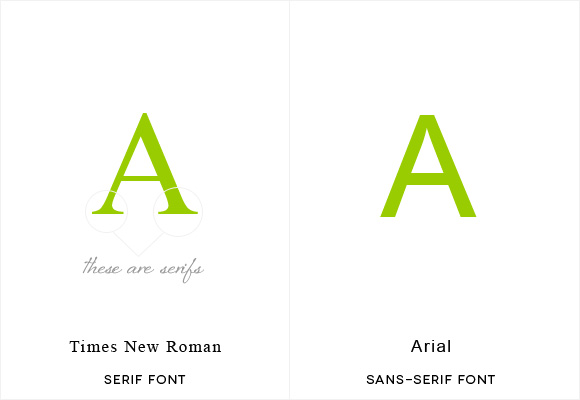 A
these are serifs
Times New Roman
SERIF FONT
A
Arial
SANS-SERIF FONT